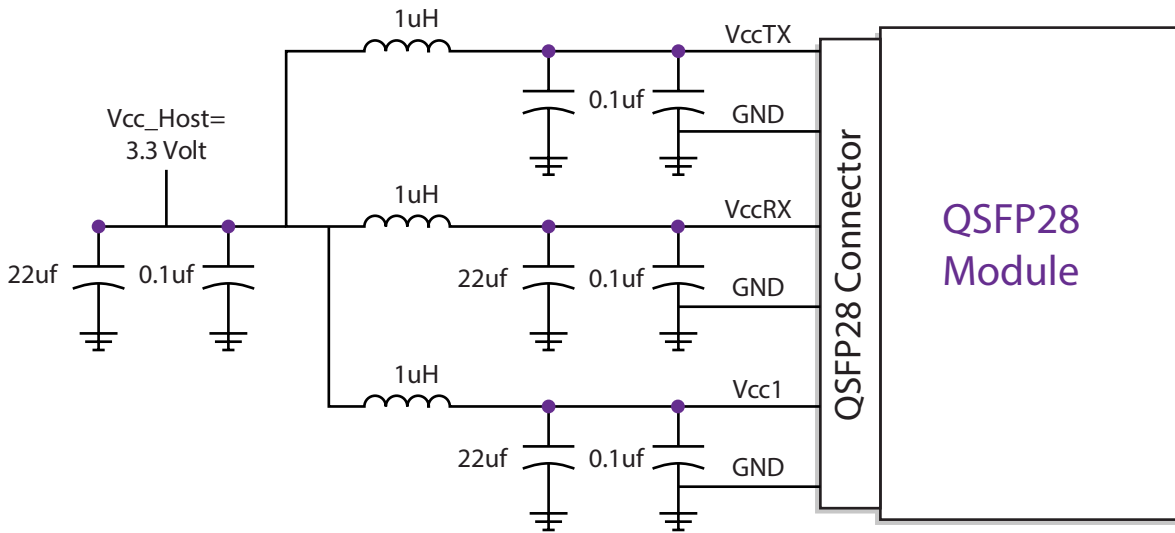 1uH
VccTX
0.1uf
GND
Vcc_Host=
3.3 Volt
1uH
VccRX
22uf
0.1uf
22uf
0.1uf
GND
1uH
Vcc1
22uf
0.1uf
GND
QSFP28 Connector
QSFP28
Module